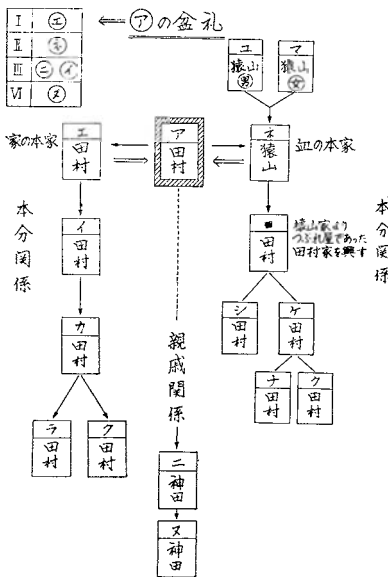 Ⅰ エ
Ⅱ ネ
Ⅲ ニ イ
Ⅵ ヌ
アの盆礼
ユ 猿山 男
マ 猿山 女
家の本家
エ 田村
ア 田村
ネ 猿山
血の本家
本分関係
イ 田村
田村
猿山家より
つぶれ屋であった
田村家を興す
本分関係
カ 田村
シ 田村
ケ 田村
親戚関係
ナ 田村
ク 田村
ラ 田村
ク 田村
ニ 神田
ヌ 神田